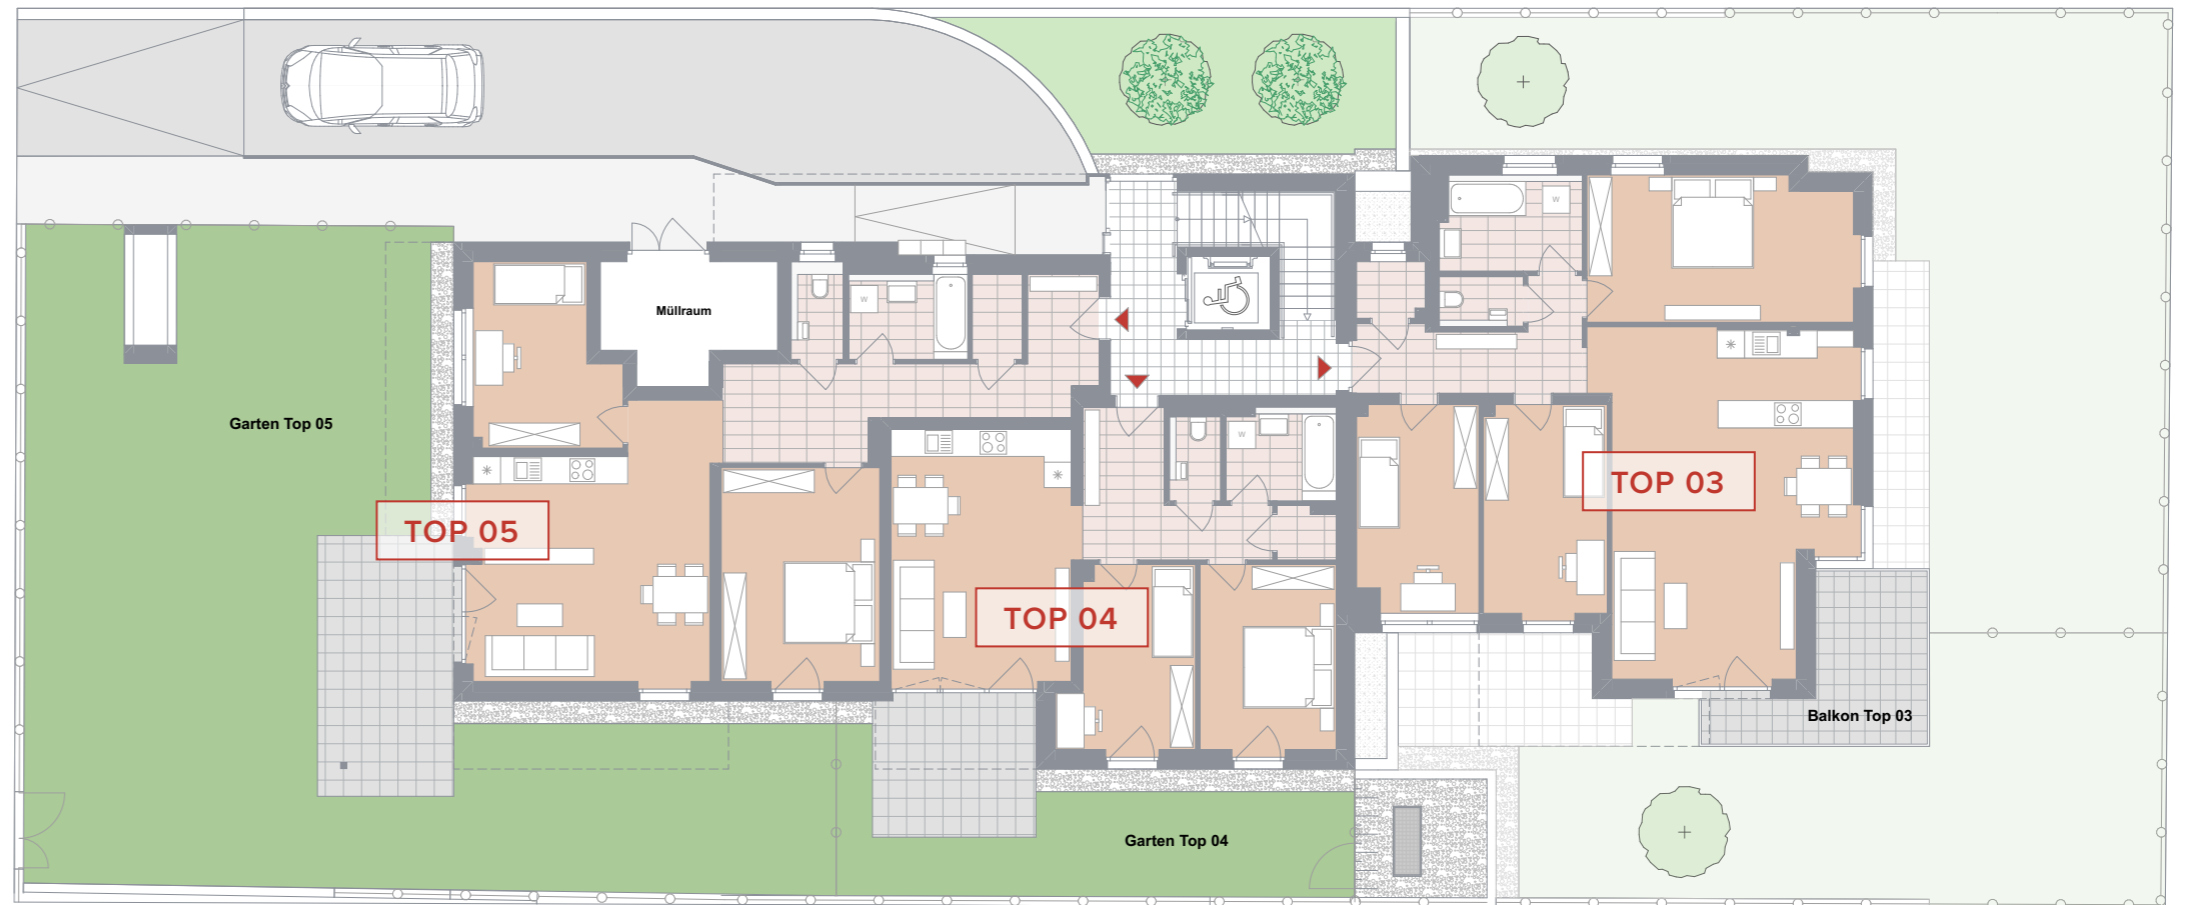 Müllraum
W
W
Garten Top 05
W
TOP 03
TOP 05
TOP 04
Balkon Top 03
Garten Top 04